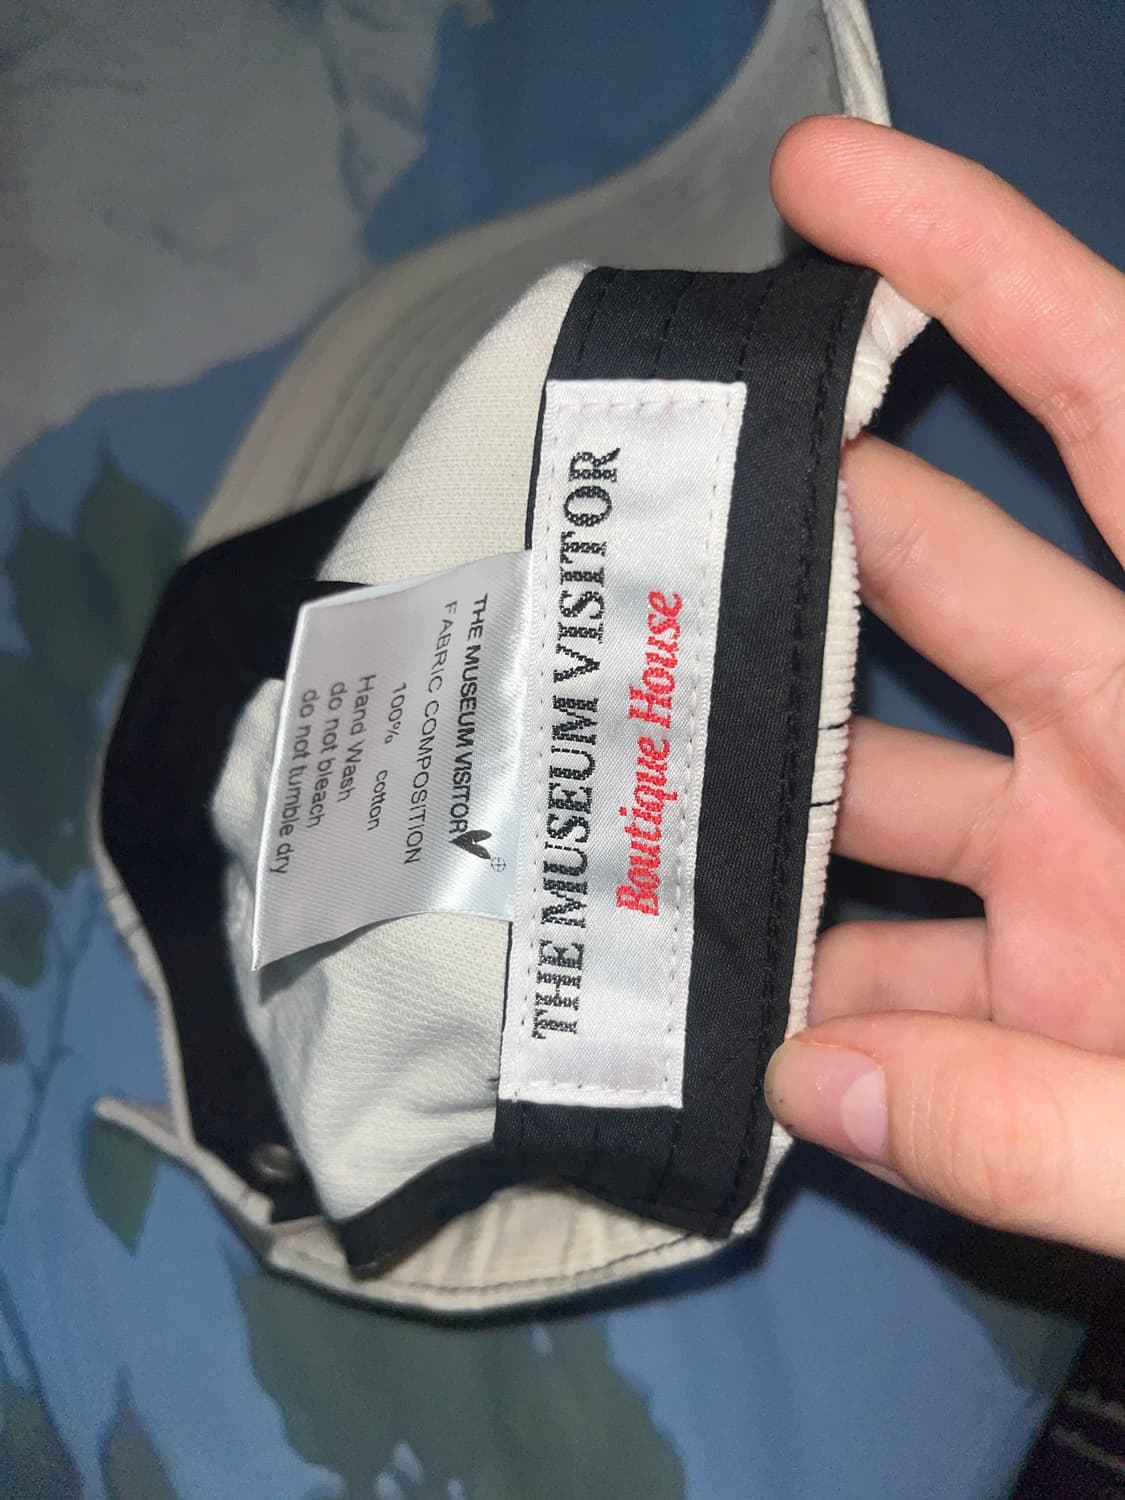 THE MUSEUM VISITOR
Boutique House
THE MUSEUM VISITOR
FABRIC COMPOSITION
100% cotton
Hand Wash
do not bleach
do not tumble dry